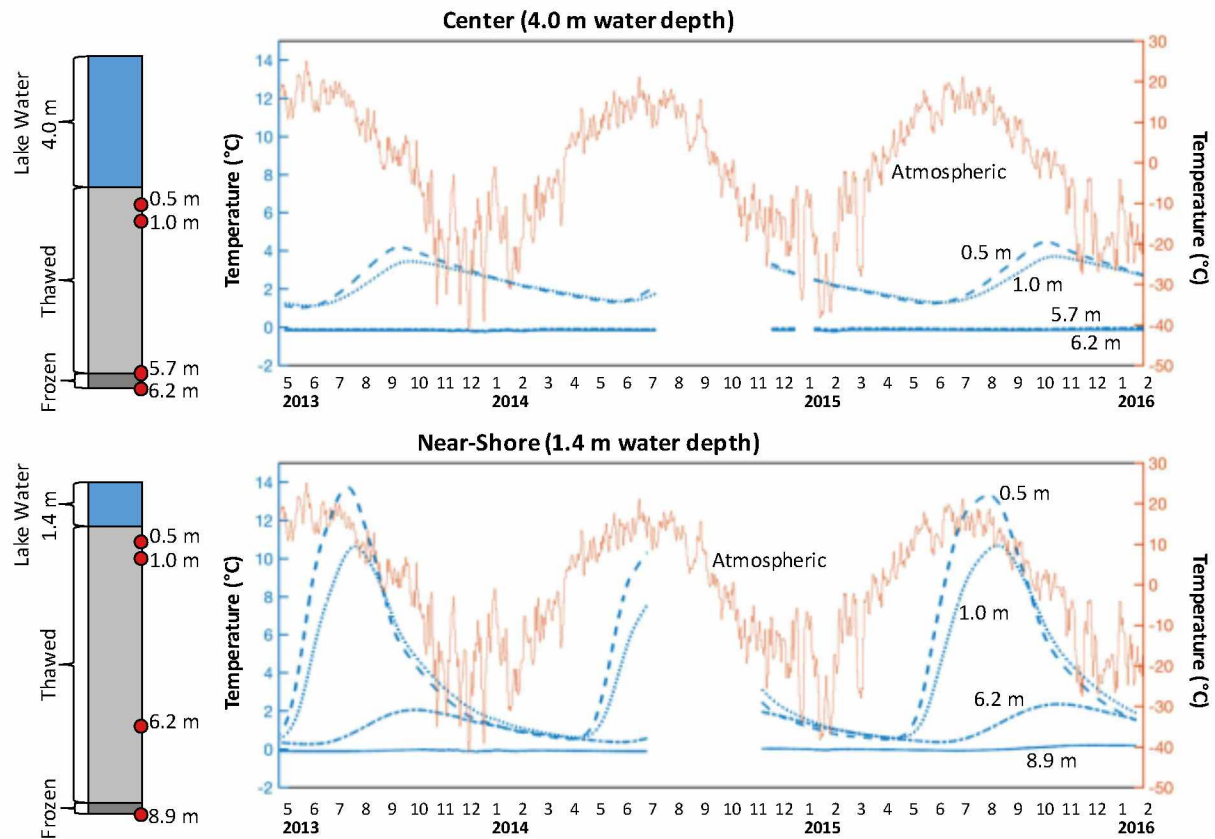 Center (4.0 m water depth)
Lake Water
4.0 m
Thawed
Frozen
0.5 m
1.0 m
5.7 m
6.2 m
Temperature (°C)
14
12
10
8
6
4
2
0
-2
Atmospheric
0.5 m
1.0 m
5.7 m
6.2 m
30
20
10
0
-10
-20
-30
-40
-50
Temperature (°C)
5 6 7 8 9 10 11 12 1 2 3 4 5 6 7 8 9 10 11 12 1 2 3 4 5 6 7 8 9 10 11 12 1 2
2013 2014 2015 2016
Near-Shore (1.4 m water depth)
Lake Water
1.4 m
Thawed
Frozen
0.5 m
1.0 m
6.2 m
8.9 m
Temperature (°C)
14
12
10
8
6
4
2
0
-2
Atmospheric
0.5 m
1.0 m
6.2 m
8.9 m
30
20
10
0
-10
-20
-30
-40
-50
Temperature (°C)
5 6 7 8 9 10 11 12 1 2 3 4 5 6 7 8 9 10 11 12 1 2 3 4 5 6 7 8 9 10 11 12 1 2
2013 2014 2015 2016